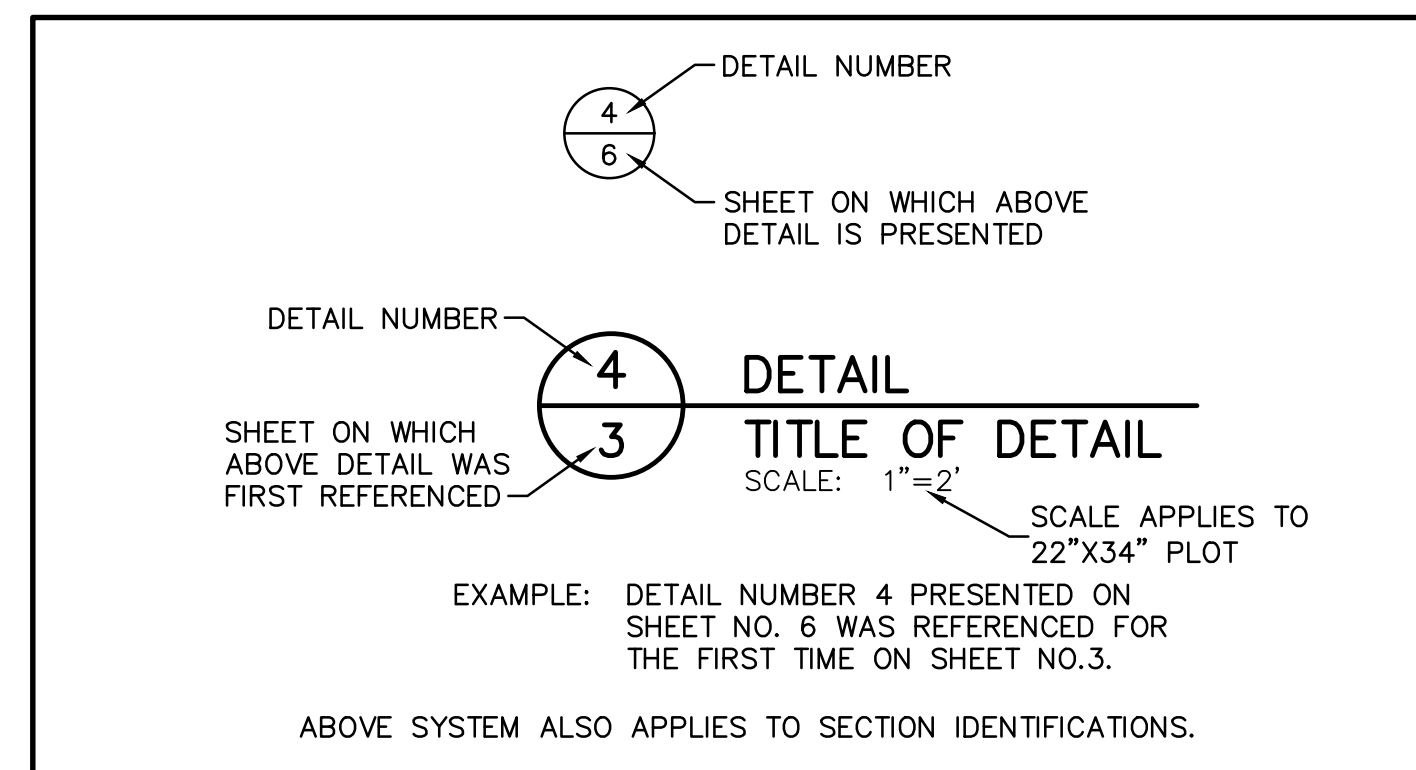 DETAIL NUMBER
4
6
SHEET ON WHICH ABOVE
DETAIL IS PRESENTED
DETAIL NUMBER
4
3
SHEET ON WHICH
ABOVE DETAIL WAS
FIRST REFERENCED
DETAIL
TITLE OF DETAIL
SCALE: 1"=2'
SCALE APPLIES TO
22"X34" PLOT
EXAMPLE: DETAIL NUMBER 4 PRESENTED ON
SHEET NO. 6 WAS REFERENCED FOR
THE FIRST TIME ON SHEET NO.3.
ABOVE SYSTEM ALSO APPLIES TO SECTION IDENTIFICATIONS.